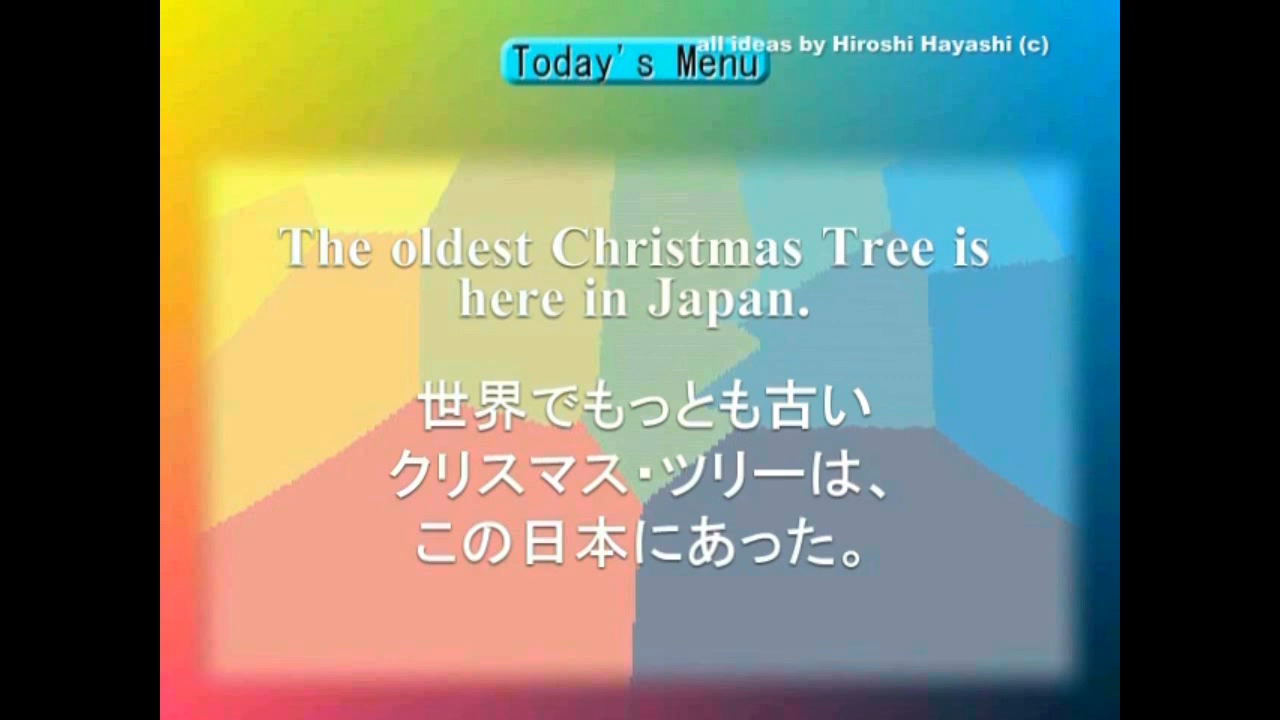 all ideas by Hiroshi Hayashi (c)
Today's Menu
The oldest Christmas Tree is
here in Japan.
世界でもっとも古い
クリスマス・ツリーは、
この日本にあった。